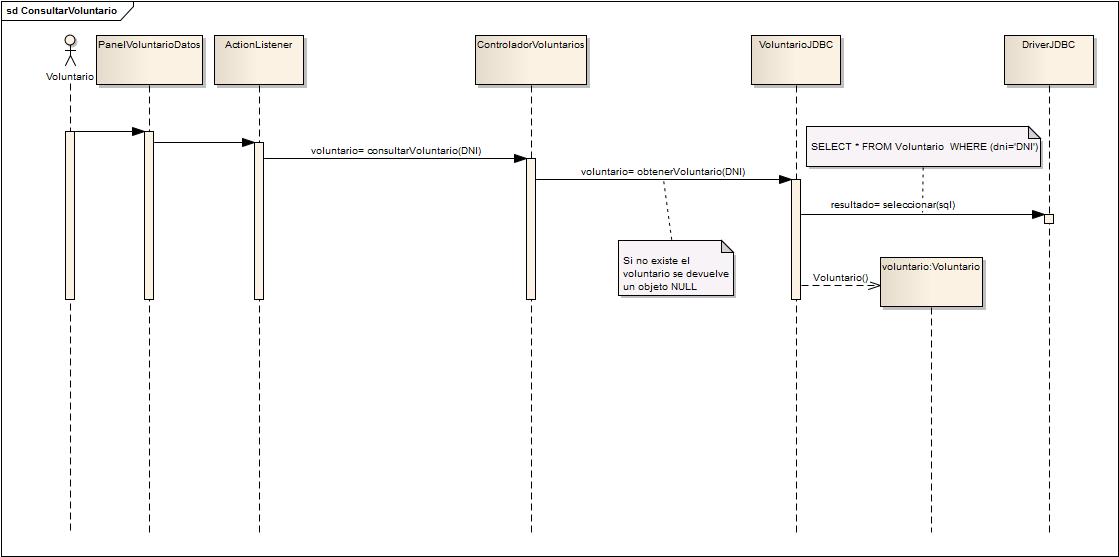 sd ConsultarVoluntario
Voluntario
PanelVoluntarioDatos
ActionListener
ControladorVoluntarios
VoluntarioJDBC
DriverJDBC
voluntario= consultarVoluntario(DNI)
voluntario= obtenerVoluntario(DNI)
SELECT * FROM Voluntario WHERE (dni='DNI')
resultado= seleccionar(sql)
Si no existe el
voluntario se devuelve
un objeto NULL
Voluntario()
voluntario:Voluntario